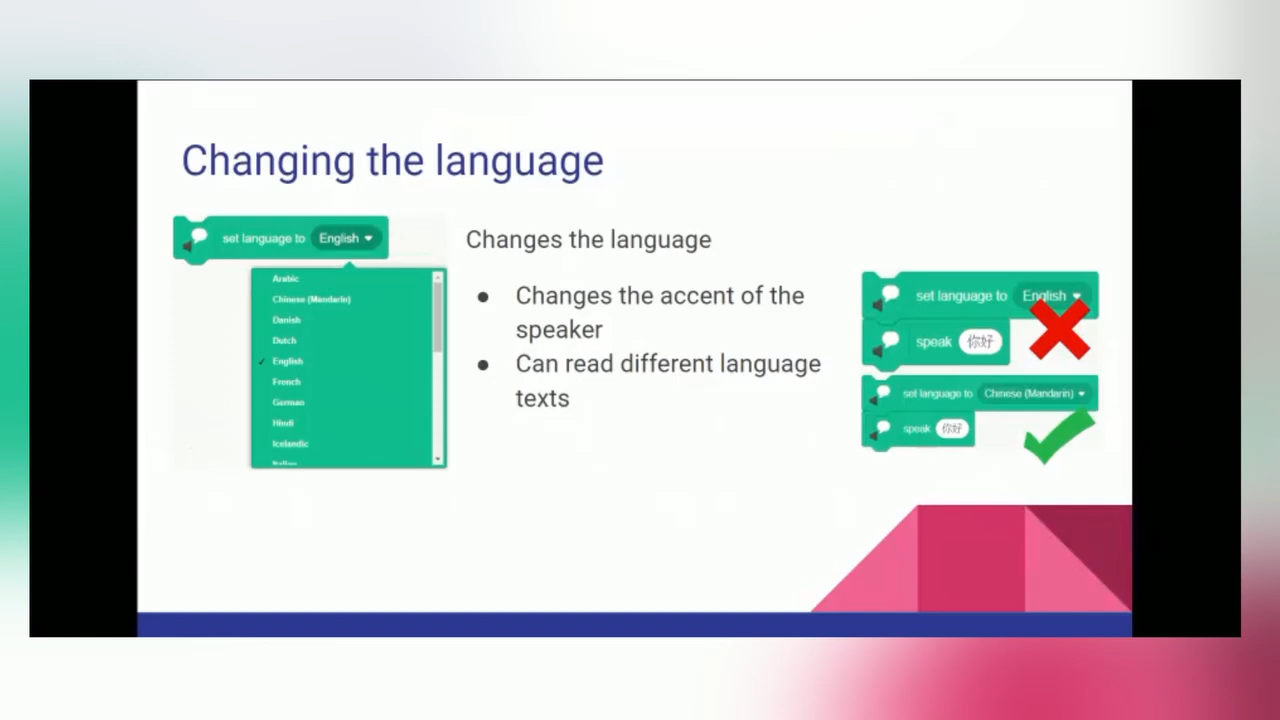 Changing the language
set language to English
Arabic
Chinese (Mandarin)
Danish
Dutch
English
French
German
Hindi
Icelandic
Changes the language
Changes the accent of the
speaker
Can read different language
texts
set language to English
speak 你好
set language to Chinese (Mandarin)
speak 你好